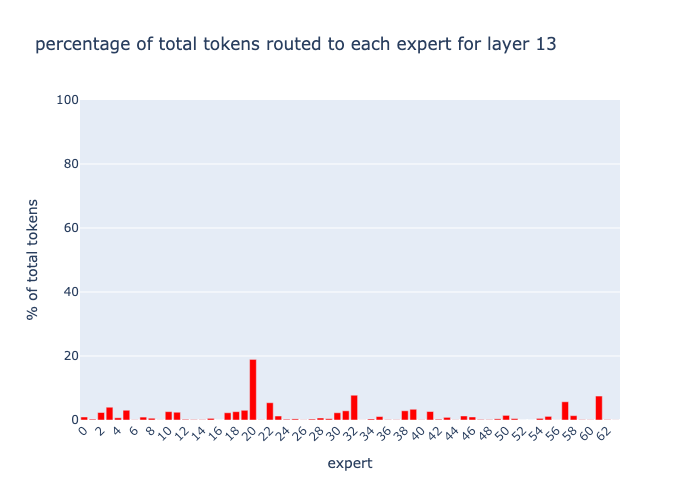 percentage of total tokens routed to each expert for layer 13
100
80
60
40
20
0
% of total tokens
0 2 4 6 8 10 12 14 16 18 20 22 24 26 28 30 32 34 36 38 40 42 44 46 48 50 52 54 56 58 60 62
expert